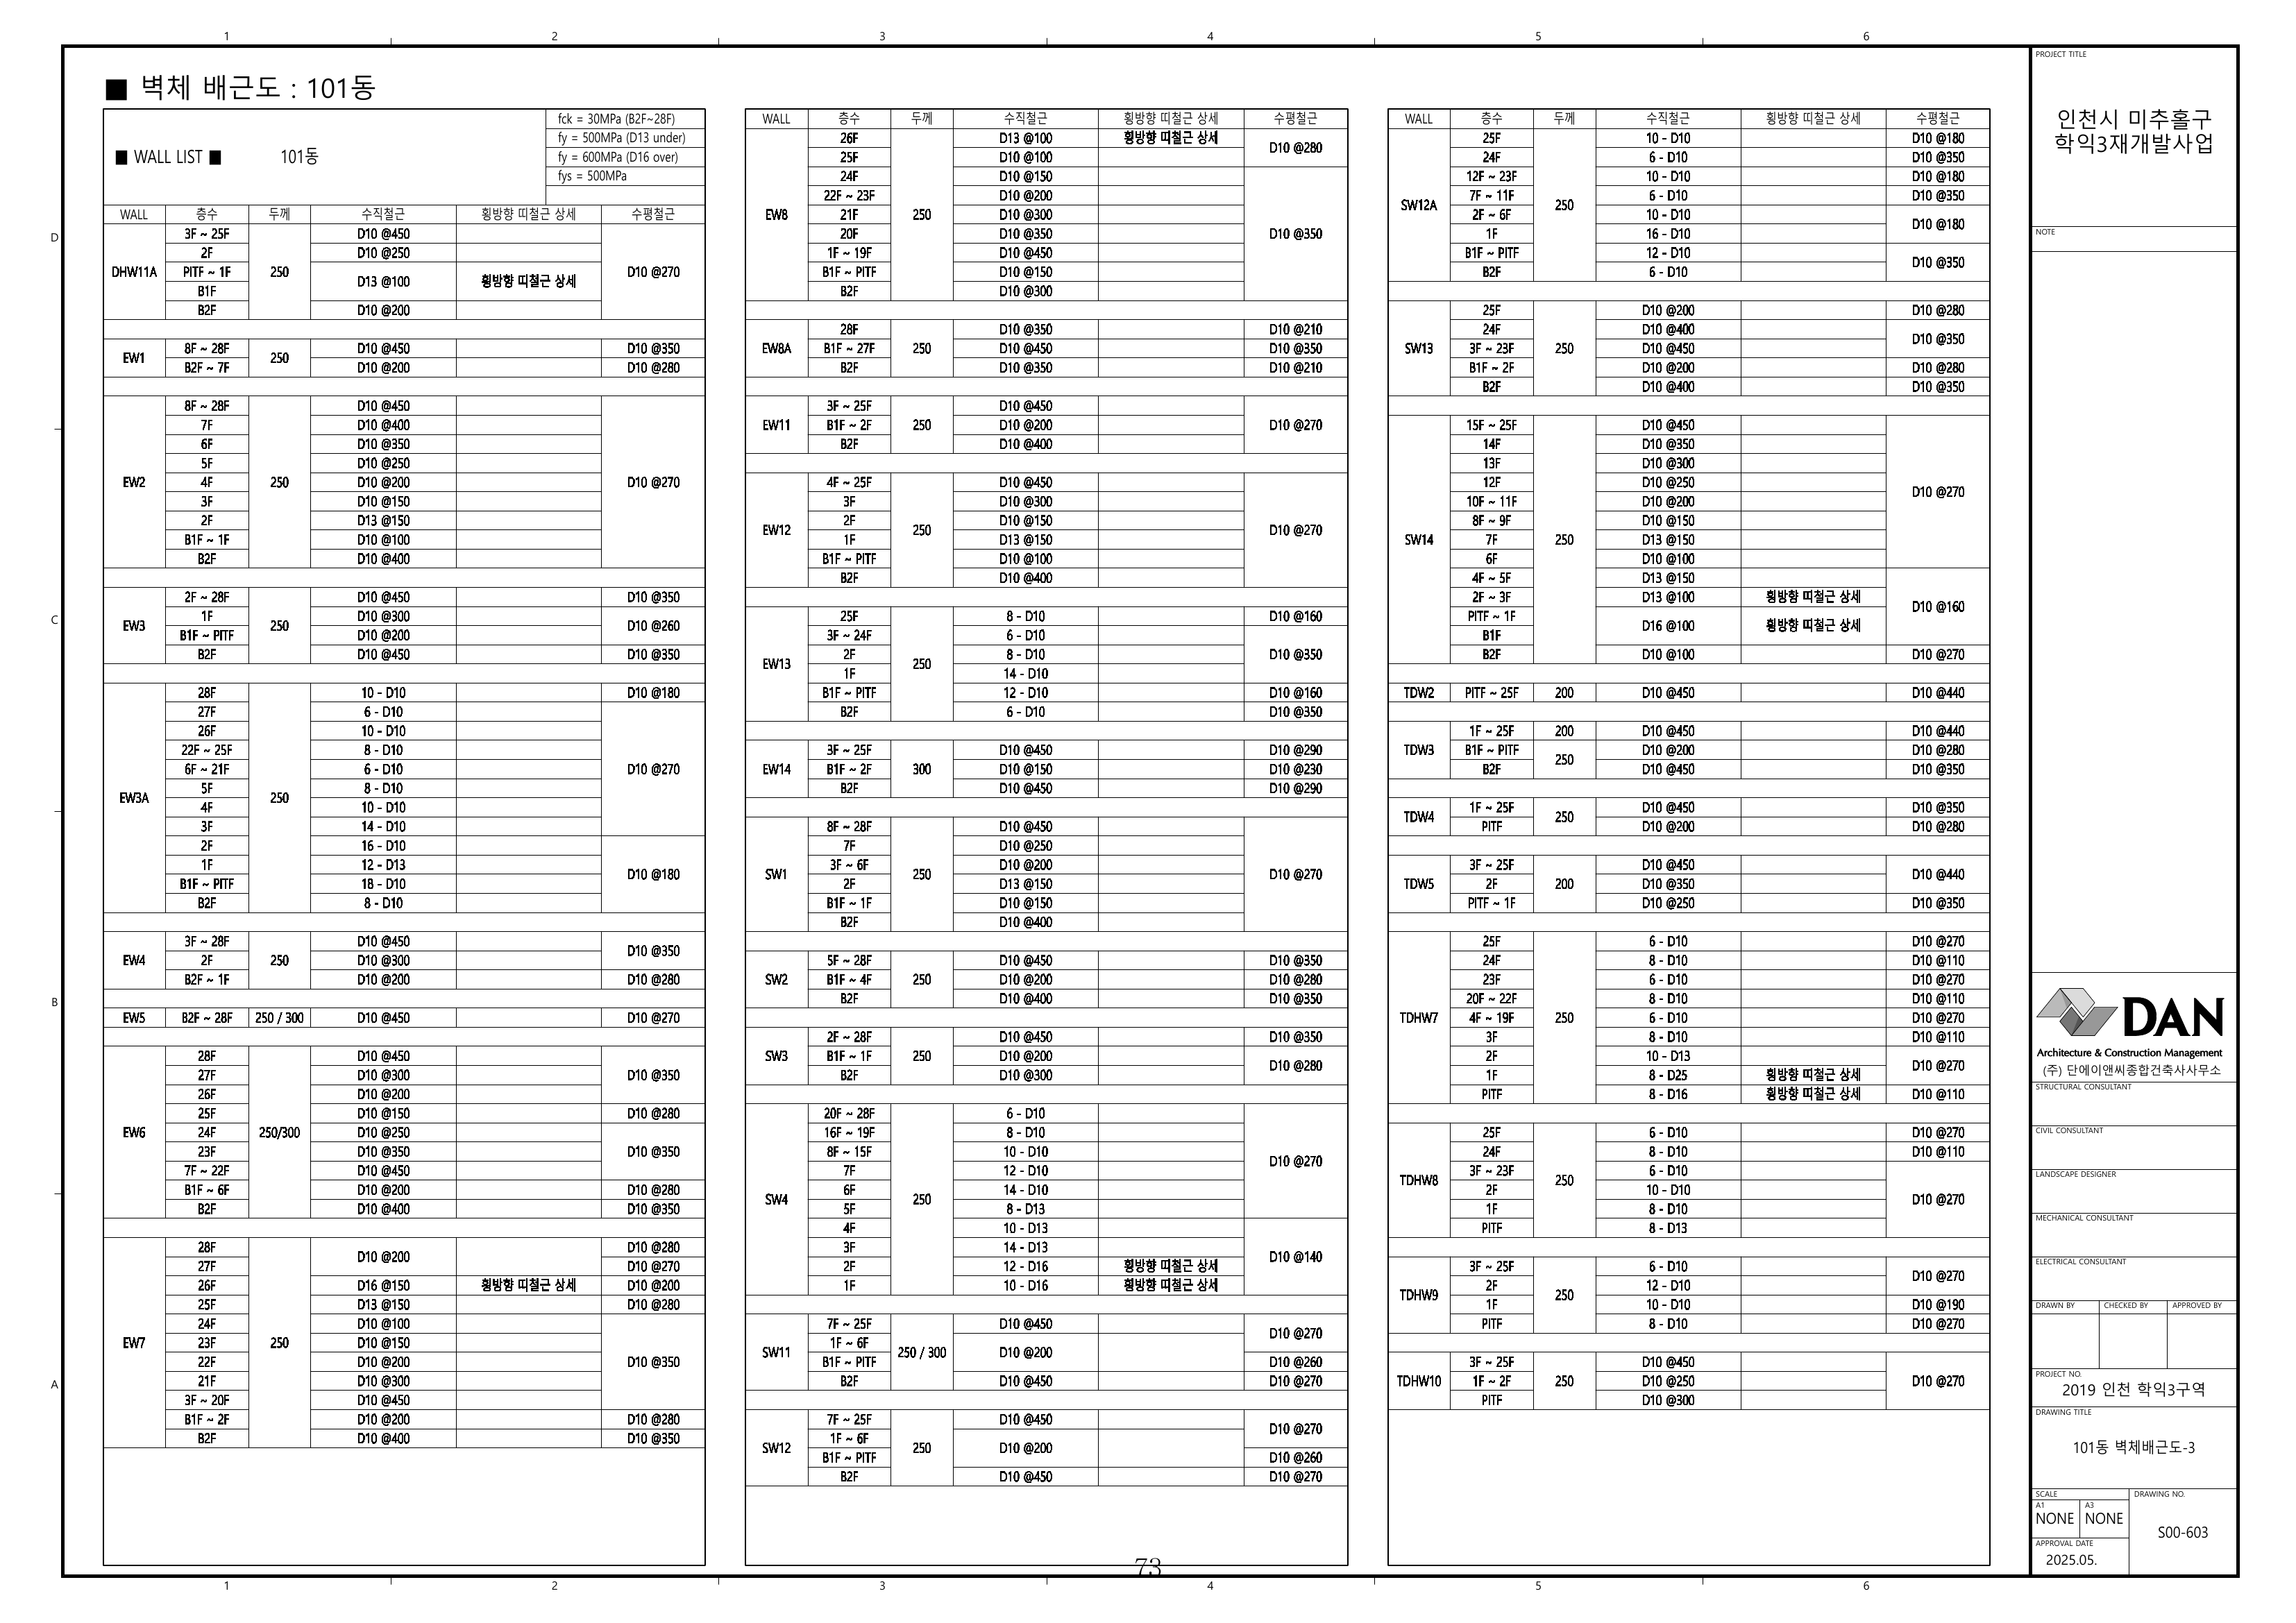 ■ 벽체 배근도 : 101동
■ WALL LIST ■ 101동
fck = 30MPa (B2F~28F)
fy = 500MPa (D13 under)
fy = 600MPa (D16 over)
fys = 500MPa
WALL 층수 두께 수직철근 횡방향 띠철근 상세 수평철근
DHW11A 3F ~ 25F 250 D10 @450 D10 @270
2F D10 @250
PITF ~ 1F D13 @100 횡방향 띠철근 상세
B1F
B2F D10 @200
EW1 8F ~ 28F 250 D10 @450 D10 @350
B2F ~ 7F D10 @200 D10 @280
EW2 8F ~ 28F 250 D10 @450 D10 @270
7F D10 @400
6F D10 @350
5F D10 @250
4F D10 @200
3F D10 @150
2F D13 @150
B1F ~ 1F D10 @100
B2F D10 @400
EW3 2F ~ 28F 250 D10 @450 D10 @350
1F D10 @300 D10 @260
B1F ~ PITF D10 @200
B2F D10 @450 D10 @350
EW3A 28F 250 10 - D10 D10 @180
27F 6 - D10 D10 @270
26F 10 - D10
22F ~ 25F 8 - D10
6F ~ 21F 6 - D10
5F 8 - D10
4F 10 - D10
3F 14 - D10
2F 16 - D10 D10 @180
1F 12 - D13
B1F ~ PITF 18 - D10
B2F 8 - D10
EW4 3F ~ 28F 250 D10 @450 D10 @350
2F D10 @300
B2F ~ 1F D10 @200 D10 @280
EW5 B2F ~ 28F 250 / 300 D10 @450 D10 @270
EW6 28F 250/300 D10 @450 D10 @350
27F D10 @300
26F D10 @200
25F D10 @150 D10 @280
24F D10 @250 D10 @350
23F D10 @350
7F ~ 22F D10 @450
B1F ~ 6F D10 @200 D10 @280
B2F D10 @400 D10 @350
EW7 28F 250 D10 @200 D10 @280
27F D10 @270
26F D16 @150 횡방향 띠철근 상세 D10 @200
25F D13 @150 D10 @280
24F D10 @100 D10 @350
23F D10 @150
22F D10 @200
21F D10 @300
3F ~ 20F D10 @450
B1F ~ 2F D10 @200 D10 @280
B2F D10 @400 D10 @350
WALL 층수 두께 수직철근 횡방향 띠철근 상세 수평철근
EW8 26F 250 D13 @100 횡방향 띠철근 상세 D10 @280
25F D10 @100
24F D10 @150 D10 @350
22F ~ 23F D10 @200
21F D10 @300
20F D10 @350
1F ~ 19F D10 @450
B1F ~ PITF D10 @150
B2F D10 @300
EW8A 28F 250 D10 @350 D10 @210
B1F ~ 27F D10 @450 D10 @350
B2F D10 @350 D10 @210
EW11 3F ~ 25F 250 D10 @450 D10 @270
B1F ~ 2F D10 @200
B2F D10 @400
EW12 4F ~ 25F 250 D10 @450 D10 @270
3F D10 @300
2F D10 @150
1F D13 @150
B1F ~ PITF D10 @100
B2F D10 @400
EW13 25F 250 8 - D10 D10 @160
3F ~ 24F 6 - D10 D10 @350
2F 8 - D10
1F 14 - D10
B1F ~ PITF 12 - D10 D10 @160
B2F 6 - D10 D10 @350
EW14 3F ~ 25F 300 D10 @450 D10 @290
B1F ~ 2F D10 @150 D10 @230
B2F D10 @450 D10 @290
SW1 8F ~ 28F 250 D10 @450 D10 @270
7F D10 @250
3F ~ 6F D10 @200
2F D13 @150
B1F ~ 1F D10 @150
B2F D10 @400
SW2 5F ~ 28F 250 D10 @450 D10 @350
B1F ~ 4F D10 @200 D10 @280
B2F D10 @400 D10 @350
SW3 2F ~ 28F 250 D10 @450 D10 @350
B1F ~ 1F D10 @200 D10 @280
B2F D10 @300
SW4 20F ~ 28F 250 6 - D10 D10 @270
16F ~ 19F 8 - D10
8F ~ 15F 10 - D10
7F 12 - D10
6F 14 - D10
5F 8 - D13
4F 10 - D13 D10 @140
3F 14 - D13
2F 12 - D16 횡방향 띠철근 상세
1F 10 - D16 횡방향 띠철근 상세
SW11 7F ~ 25F 250 / 300 D10 @450 D10 @270
1F ~ 6F D10 @200
B1F ~ PITF D10 @260
B2F D10 @450 D10 @270
SW12 7F ~ 25F 250 D10 @450 D10 @270
1F ~ 6F D10 @200
B1F ~ PITF D10 @260
B2F D10 @450 D10 @270
WALL 층수 두께 수직철근 횡방향 띠철근 상세 수평철근
SW12A 25F 250 10 - D10 D10 @180
24F 6 - D10 D10 @350
12F ~ 23F 10 - D10 D10 @180
7F ~ 11F 6 - D10 D10 @350
2F ~ 6F 10 - D10 D10 @180
1F 16 - D10
B1F ~ PITF 12 - D10 D10 @350
B2F 6 - D10
SW13 25F 250 D10 @200 D10 @280
24F D10 @400 D10 @350
3F ~ 23F D10 @450
B1F ~ 2F D10 @200 D10 @280
B2F D10 @400 D10 @350
SW14 15F ~ 25F 250 D10 @450 D10 @270
14F D10 @350
13F D10 @300
12F D10 @250
10F ~ 11F D10 @200
8F ~ 9F D10 @150
7F D13 @150
6F D10 @100
4F ~ 5F D13 @150 D10 @160
2F ~ 3F D13 @100 횡방향 띠철근 상세
PITF ~ 1F D16 @100 횡방향 띠철근 상세
B1F
B2F D10 @100 D10 @270
TDW2 PITF ~ 25F 200 D10 @450 D10 @440
TDW3 1F ~ 25F 200 D10 @450 D10 @440
B1F ~ PITF 250 D10 @200 D10 @280
B2F D10 @450 D10 @350
TDW4 1F ~ 25F 250 D10 @450 D10 @350
PITF D10 @200 D10 @280
TDW5 3F ~ 25F 200 D10 @450 D10 @440
2F D10 @350
PITF ~ 1F D10 @250 D10 @350
TDHW7 25F 250 6 - D10 D10 @270
24F 8 - D10 D10 @110
23F 6 - D10 D10 @270
20F ~ 22F 8 - D10 D10 @110
4F ~ 19F 6 - D10 D10 @270
3F 8 - D10 D10 @110
2F 10 - D13 D10 @270
1F 8 - D25 횡방향 띠철근 상세
PITF 8 - D16 횡방향 띠철근 상세 D10 @110
TDHW8 25F 250 6 - D10 D10 @270
24F 8 - D10 D10 @110
3F ~ 23F 6 - D10 D10 @270
2F 10 - D10
1F 8 - D10
PITF 8 - D13
TDHW9 3F ~ 25F 250 6 - D10 D10 @270
2F 12 - D10
1F 10 - D10 D10 @190
PITF 8 - D10 D10 @270
TDHW10 3F ~ 25F 250 D10 @450 D10 @270
1F ~ 2F D10 @250
PITF D10 @300
PROJECT TITLE
인천시 미추홀구
학익3재개발사업
NOTE
DAN
Architecture & Construction Management
(주) 단에이앤씨종합건축사사무소
STRUCTURAL CONSULTANT
CIVIL CONSULTANT
LANDSCAPE DESIGNER
MECHANICAL CONSULTANT
ELECTRICAL CONSULTANT
DRAWN BY CHECKED BY APPROVED BY
PROJECT NO.
2019 인천 학익3구역
DRAWING TITLE
101동 벽체배근도-3
SCALE DRAWING NO.
A1 A3
NONE NONE
S00-603
APPROVAL DATE
2025.05.
73
1 2 3 4 5 6
D
C
B
A
1 2 3 4 5 6